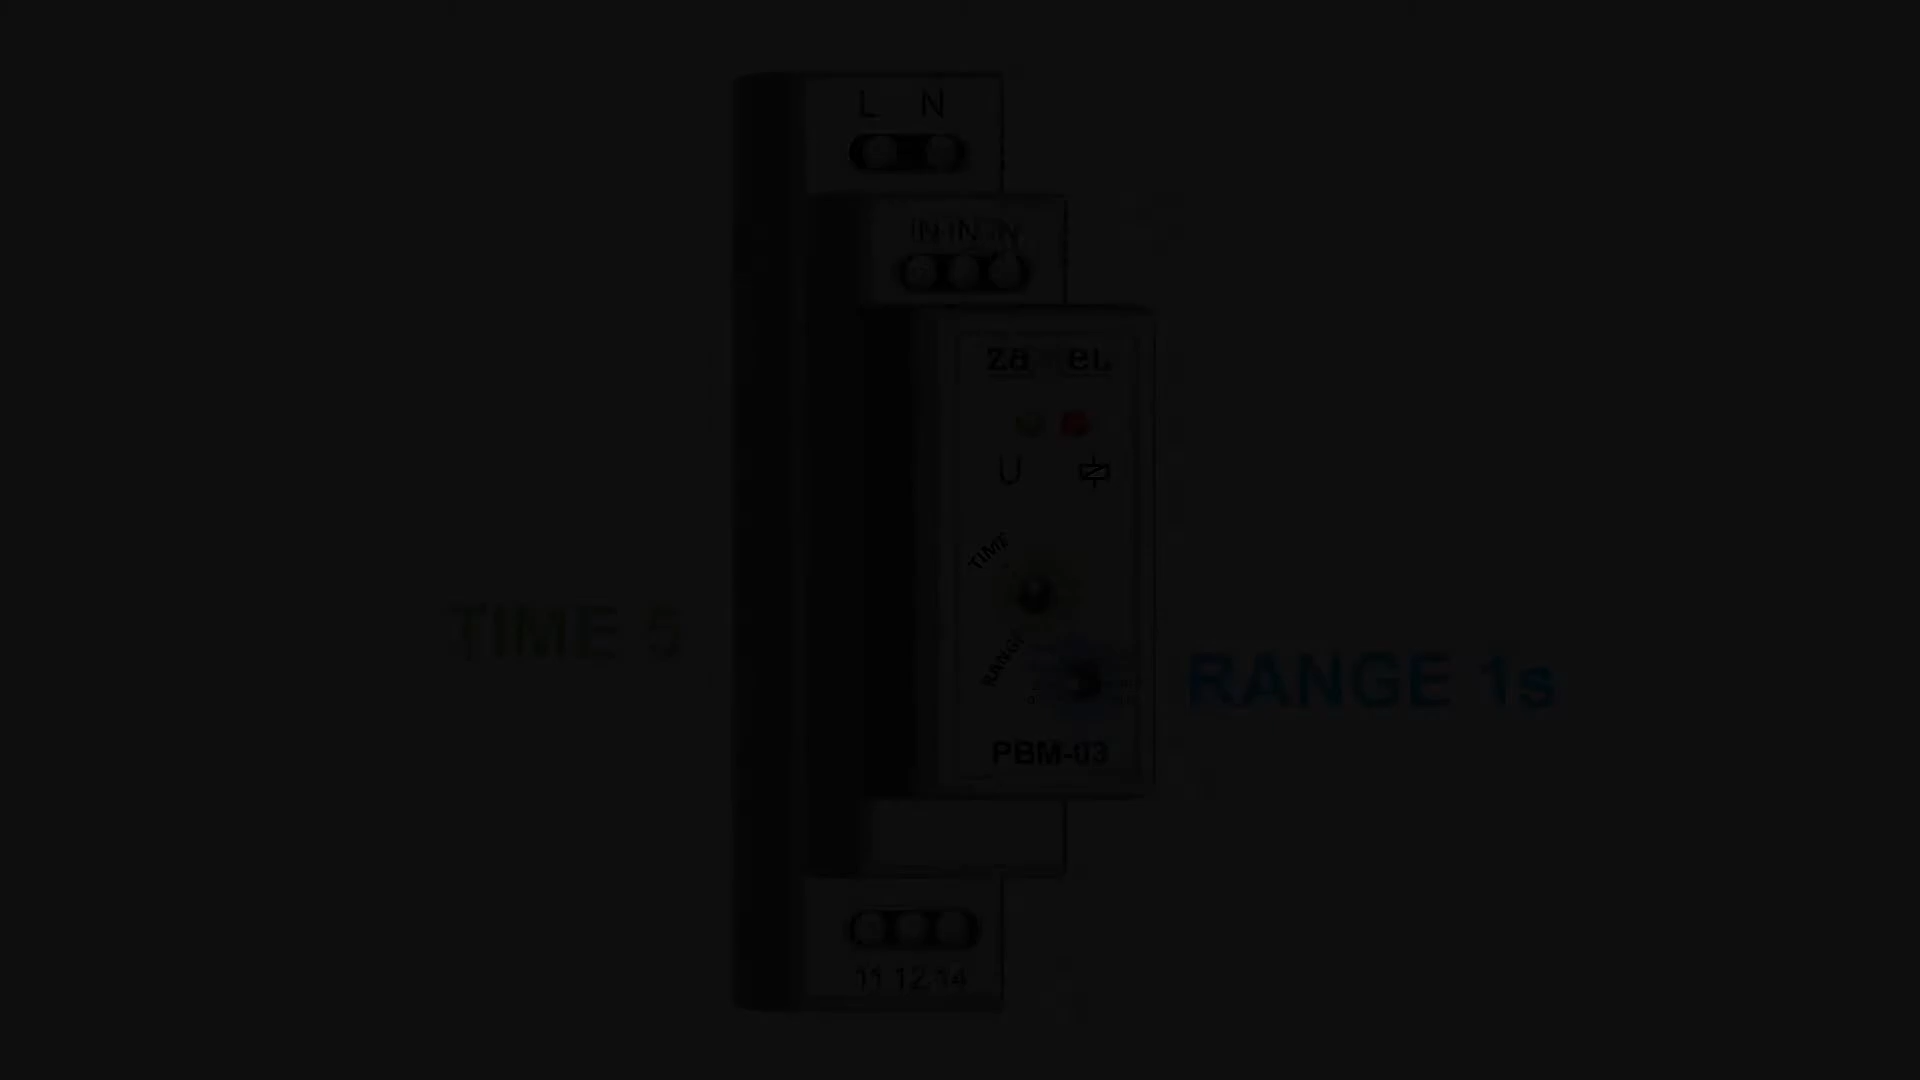 L N
IN IN IN
zamel
U
TIME
RANGE
TIME 5
RANGE 1s
PBM-03
11 12 14